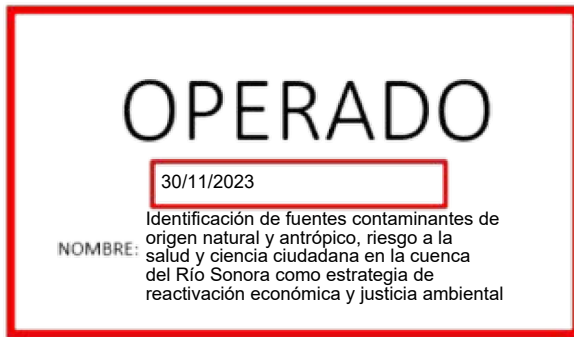 OPERADO
30/11/2023
NOMBRE: Identificación de fuentes contaminantes de
origen natural y antrópico, riesgo a la
salud y ciencia ciudadana en la cuenca
del Río Sonora como estrategia de
reactivación económica y justicia ambiental